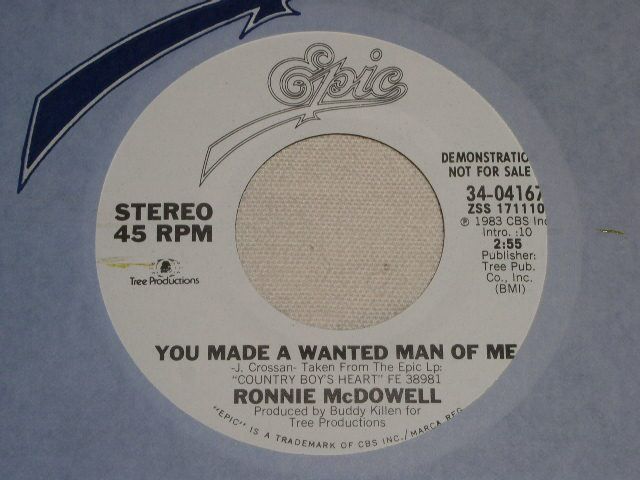 Epic
DEMONSTRATIO
NOT FOR SALE
34-04167
ZSS 171110
℗ 1983 CBS Inc
Intro. :10
2:55
Publisher:
Tree Pub.
Co., Inc.
(BMI)
STEREO
45 RPM
Tree Productions
YOU MADE A WANTED MAN OF ME
-J. Crossan- Taken From The Epic Lp:
"COUNTRY BOY'S HEART" FE 38981
RONNIE McDOWELL
Produced by Buddy Killen for
Tree Productions
"EPIC" IS A TRADEMARK OF CBS INC./MARCA REG.